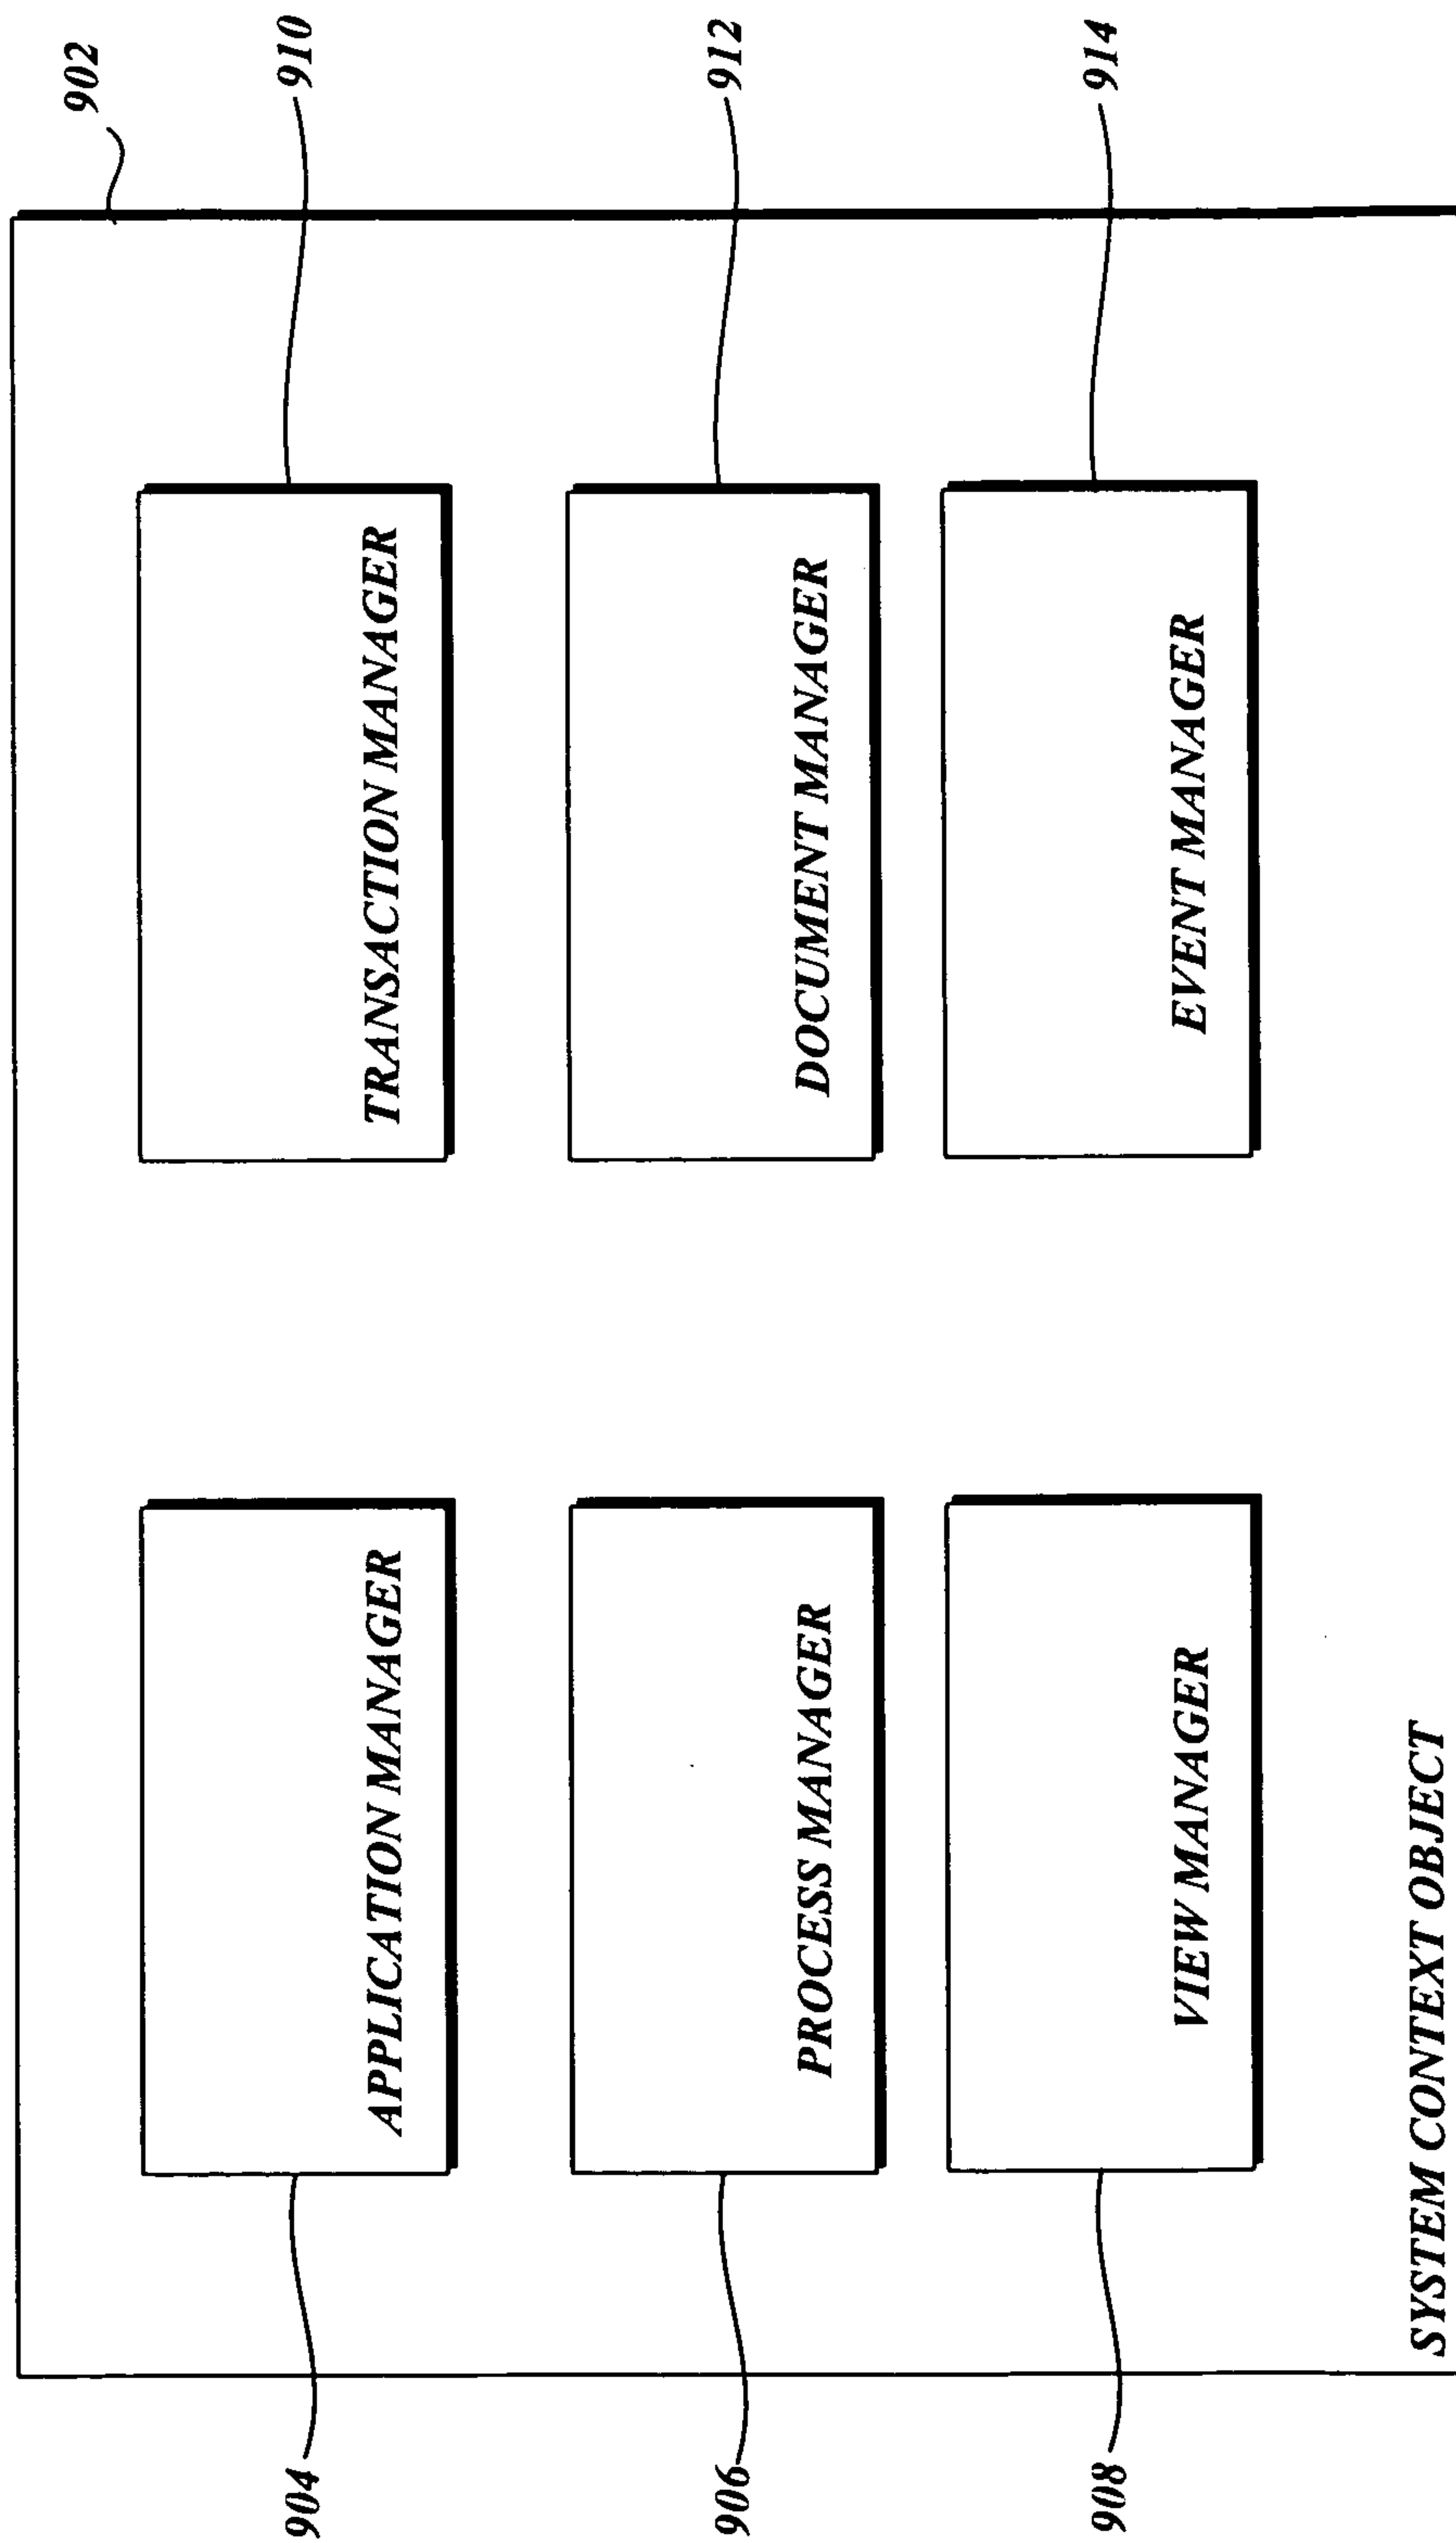 902
904
APPLICATION MANAGER
TRANSACTION MANAGER
910
906
PROCESS MANAGER
DOCUMENT MANAGER
912
908
VIEW MANAGER
EVENT MANAGER
914
SYSTEM CONTEXT OBJECT